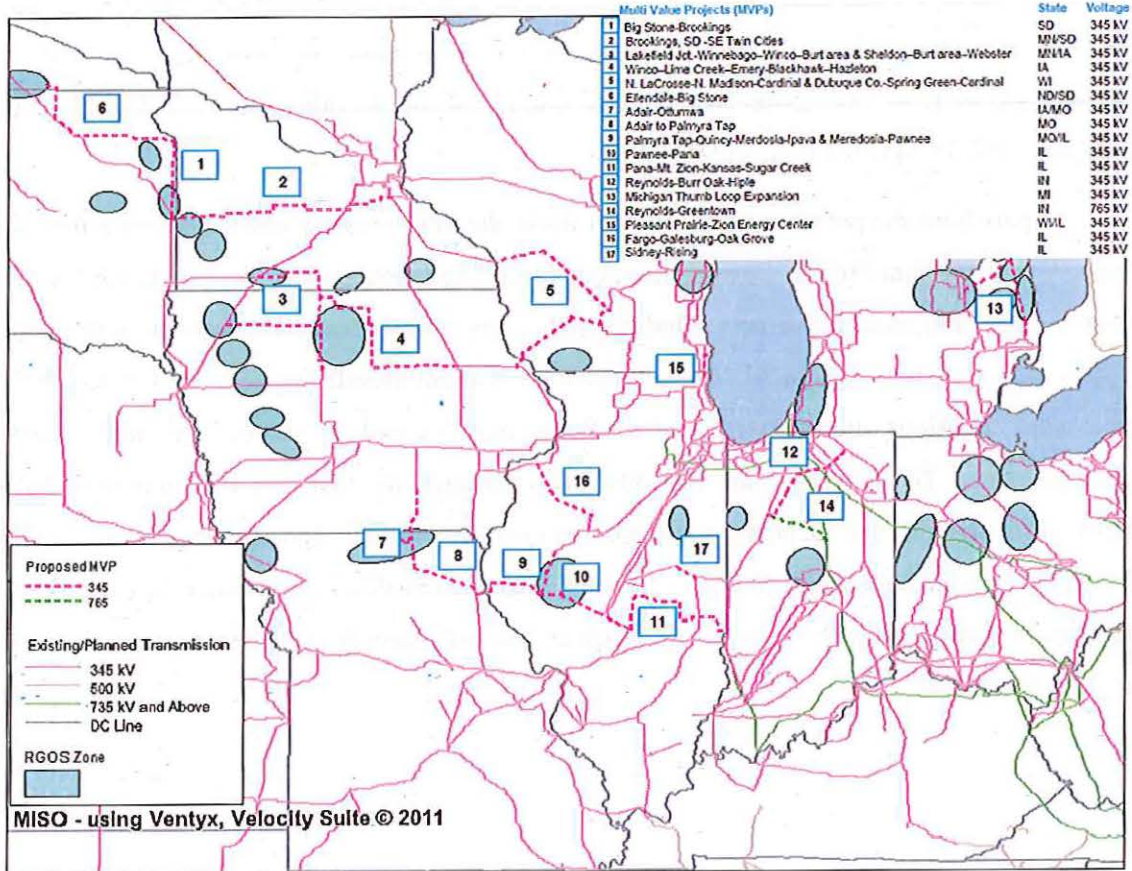 Multi Value Projects (MVPs) State Voltage
1 Big Stone-Brookings SD 345 kV
2 Brookings, SD -SE Twin Cities MN/SD 345 kV
3 Lakefield Jct.-Winnebago-Winco-Burt area & Sheldon-Burt area-Webster MN/IA 345 kV
4 Winco-Lime Creek-Emery-Blackhawk-Hazleton IA 345 kV
5 N. LaCrosse-N. Madison-Cardinal & Dubuque Co.-Spring Green-Cardinal WI 345 kV
6 Ellendale-Big Stone ND/SD 345 kV
7 Adair-Ottumwa IA/MO 345 kV
8 Adair to Palmyra Tap MO 345 kV
9 Palmyra Tap-Quincy-Merdosia-Ipava & Meredosia-Pawnee MO/IL 345 kV
10 Pawnee-Pana IL 345 kV
11 Pana-Mt. Zion-Kansas-Sugar Creek IL 345 kV
12 Reynolds-Burr Oak-Hiple IN 345 kV
13 Michigan Thumb Loop Expansion MI 345 kV
14 Reynolds-Greentown IN 765 kV
15 Pleasant Prairie-Zion Energy Center WI/IL 345 kV
16 Fargo-Galesburg-Oak Grove IL 345 kV
17 Sidney-Rising IL 345 kV
6
1
2
3
4
5
13
15
12
16
14
7
8
9
10
17
11
Proposed MVP
345
765
Existing/Planned Transmission
345 kV
500 kV
735 kV and Above
DC Line
RGOS Zone
MISO - using Ventyx, Velocity Suite © 2011